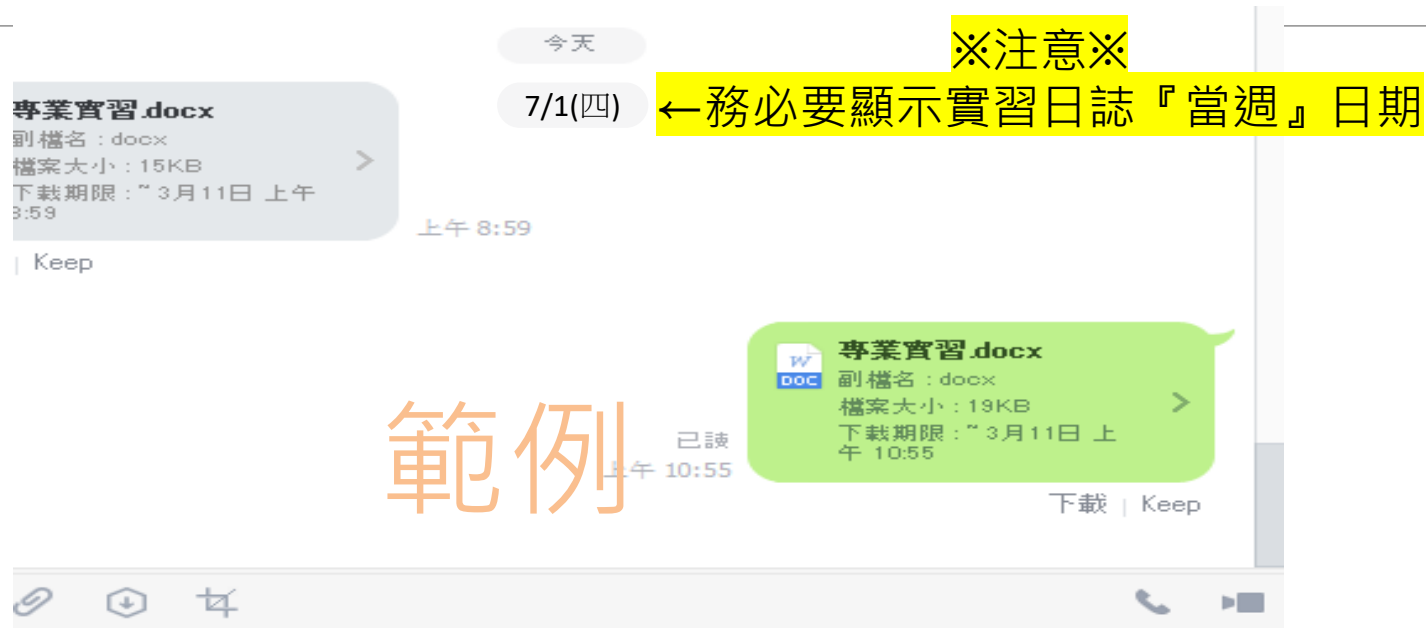 今天
※注意※
7/1(四)
←務必要顯示實習日誌『當週』日期
專業實習.docx
副檔名：docx
檔案大小：15KB
下載期限：~ 3月11日 上午
8:59
上午 8:59
| Keep
專業實習.docx
W
DOC
副檔名：docx
檔案大小：19KB
下載期限：~ 3月11日 上
午 10:55
範例
已讀
上午 10:55
下載 | Keep